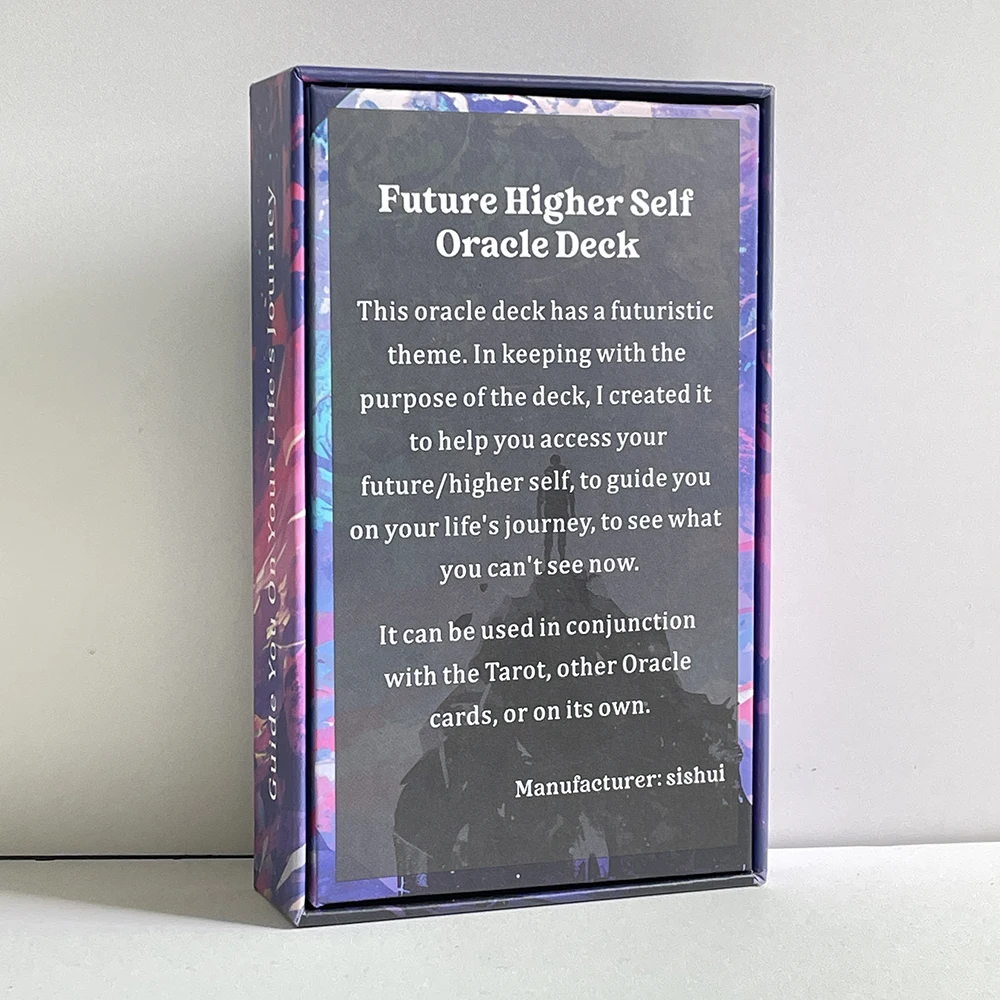 Future Higher Self
Oracle Deck
This oracle deck has a futuristic
theme. In keeping with the
purpose of the deck, I created it
to help you access your
future/higher self, to guide you
on your life's journey, to see what
you can't see now.
It can be used in conjunction
with the Tarot, other Oracle
cards, or on its own.
Manufacturer: sishui
Guide You On Your Life's Journey